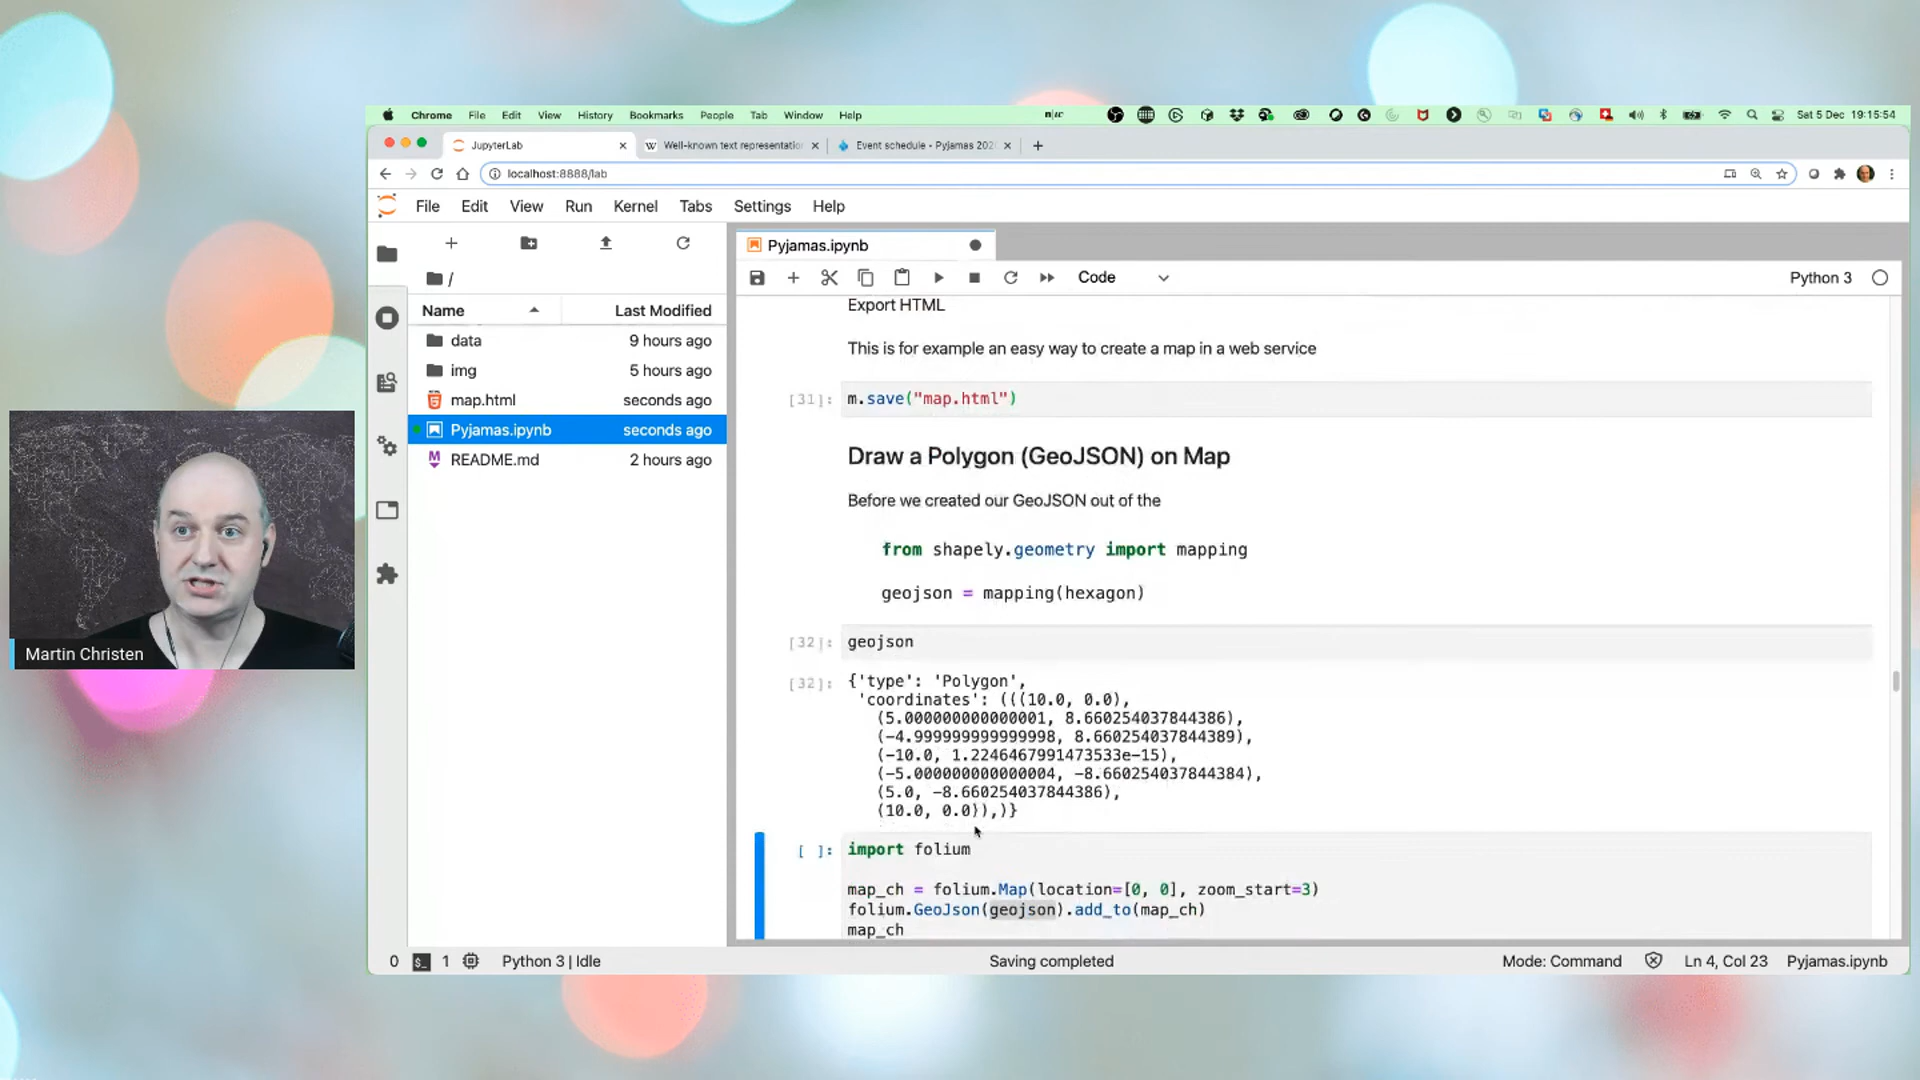 Chrome File Edit View History Bookmarks People Tab Window Help
Sat 5 Dec 19:15:54
JupyterLab
Well-known text representatio
Event schedule - Pyjamas 202
localhost:8888/lab
File Edit View Run Kernel Tabs Settings Help
Pyjamas.ipynb
/
Code
Python 3
Name Last Modified
data 9 hours ago
img 5 hours ago
map.html seconds ago
Pyjamas.ipynb seconds ago
README.md 2 hours ago
Export HTML
This is for example an easy way to create a map in a web service
[31]: m.save("map.html")
Draw a Polygon (GeoJSON) on Map
Before we created our GeoJSON out of the
from shapely.geometry import mapping
geojson = mapping(hexagon)
[32]: geojson
[32]: {'type': 'Polygon',
'coordinates': (((10.0, 0.0),
(5.000000000000001, 8.660254037844386),
(-4.999999999999998, 8.660254037844389),
(-10.0, 1.2246467991473533e-15),
(-5.000000000000004, -8.660254037844384),
(5.0, -8.660254037844386),
(10.0, 0.0)),)}
[ ]: import folium
map_ch = folium.Map(location=[0, 0], zoom_start=3)
folium.GeoJson(geojson).add_to(map_ch)
map_ch
Martin Christen
0 1 Python 3 | Idle
Saving completed
Mode: Command Ln 4, Col 23 Pyjamas.ipynb